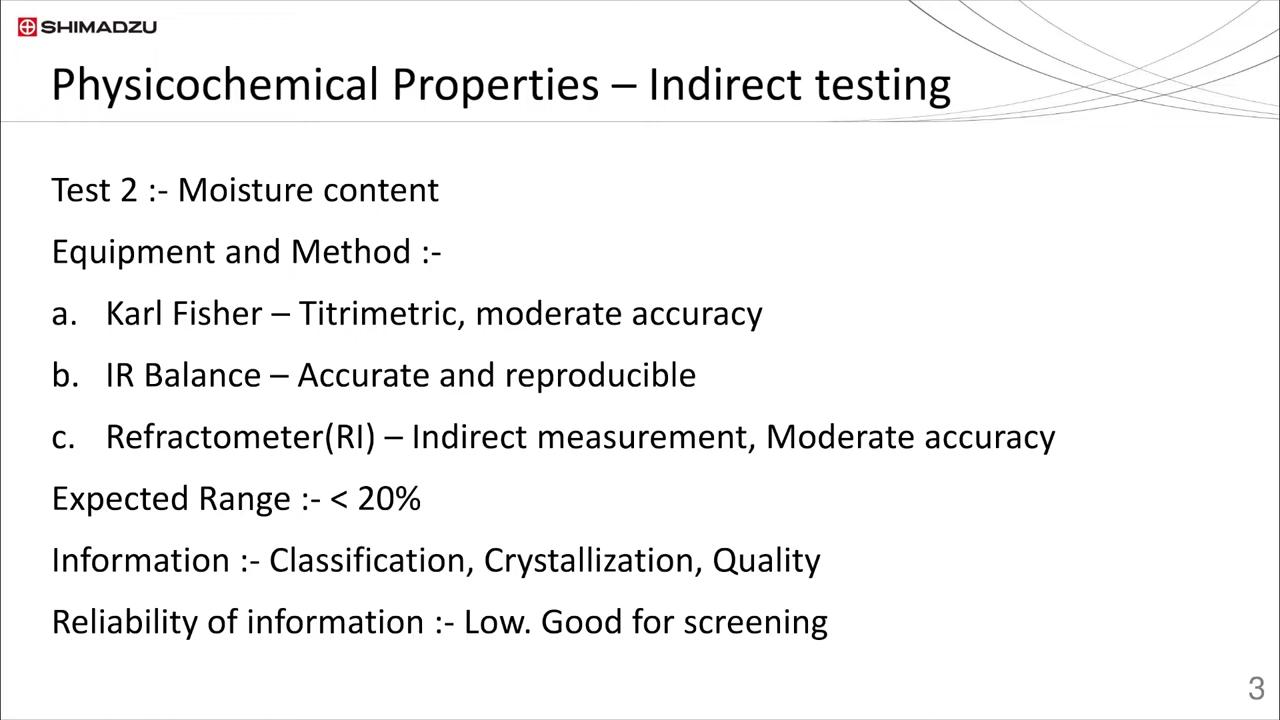 SHIMADZU
Physicochemical Properties – Indirect testing
Test 2 :- Moisture content
Equipment and Method :-
a. Karl Fisher – Titrimetric, moderate accuracy
b. IR Balance – Accurate and reproducible
c. Refractometer(RI) – Indirect measurement, Moderate accuracy
Expected Range :- < 20%
Information :- Classification, Crystallization, Quality
Reliability of information :- Low. Good for screening
3